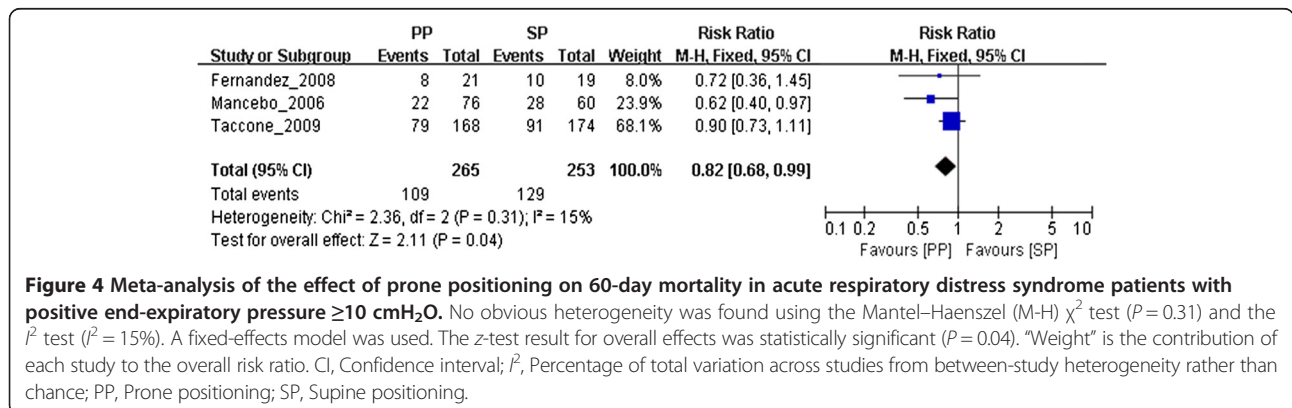 PP SP Risk Ratio Risk Ratio
Study or Subgroup Events Total Events Total Weight M-H, Fixed, 95% CI M-H, Fixed, 95% CI
Fernandez_2008 8 21 10 19 8.0% 0.72 [0.36, 1.45]
Mancebo_2006 22 76 28 60 23.9% 0.62 [0.40, 0.97]
Taccone_2009 79 168 91 174 68.1% 0.90 [0.73, 1.11]
Total (95% CI) 265 253 100.0% 0.82 [0.68, 0.99]
Total events 109 129
Heterogeneity: Chi² = 2.36, df = 2 (P = 0.31); I² = 15%
Test for overall effect: Z = 2.11 (P = 0.04)
0.1 0.2 0.5 1 2 5 10
Favours [PP] Favours [SP]
Figure 4 Meta-analysis of the effect of prone positioning on 60-day mortality in acute respiratory distress syndrome patients with
positive end-expiratory pressure ≥10 cmH₂O. No obvious heterogeneity was found using the Mantel–Haenszel (M-H) χ² test (P = 0.31) and the
I² test (I² = 15%). A fixed-effects model was used. The z-test result for overall effects was statistically significant (P = 0.04). “Weight” is the contribution of
each study to the overall risk ratio. CI, Confidence interval; I², Percentage of total variation across studies from between-study heterogeneity rather than
chance; PP, Prone positioning; SP, Supine positioning.